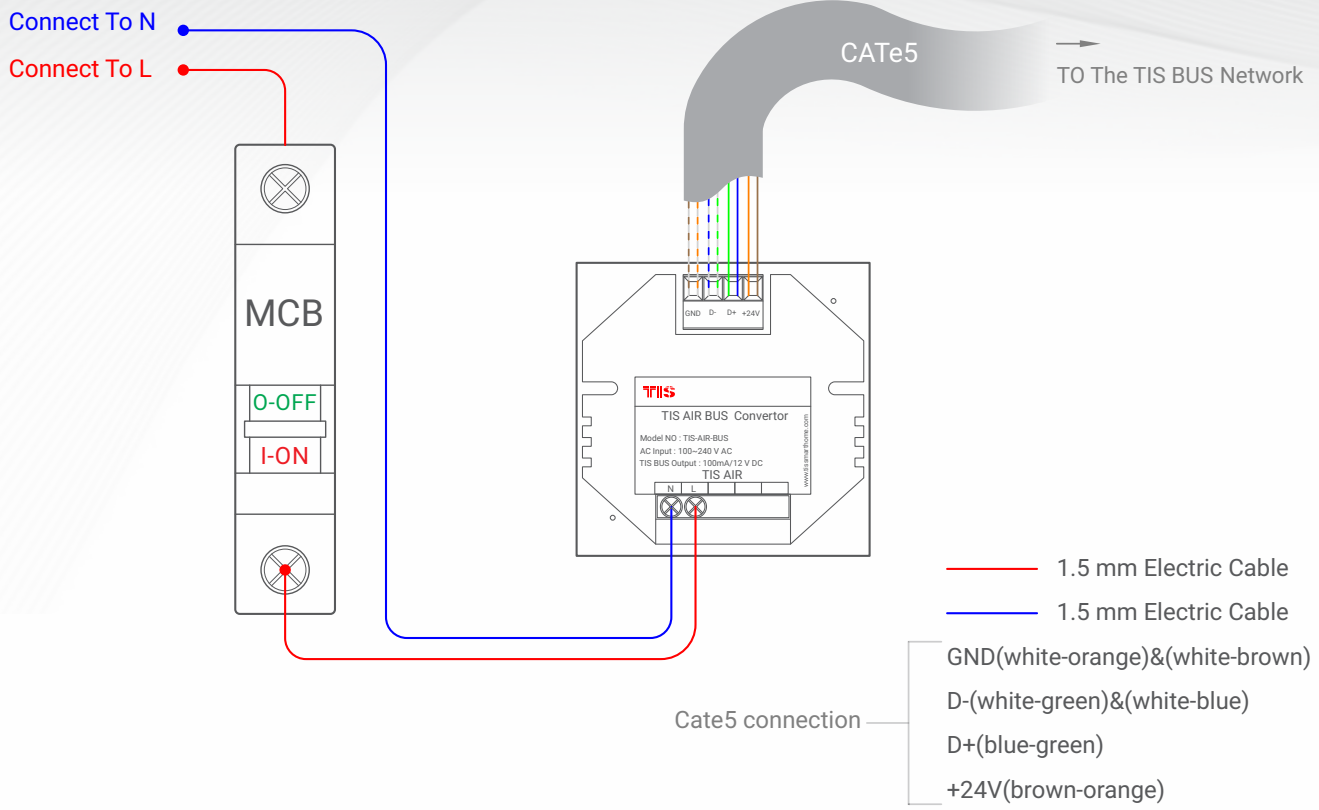 Connect To N
Connect To L
CATe5
TO The TIS BUS Network
MCB
O-OFF
I-ON
GND D- D+ +24V
TIS
TIS AIR BUS Convertor
Model NO : TIS-AIR-BUS
AC Input : 100~240 V AC
TIS BUS Output : 100mA/12 V DC
TIS AIR
www.tissmarthome.com
N L
1.5 mm Electric Cable
1.5 mm Electric Cable
Cate5 connection
GND(white-orange)&(white-brown)
D-(white-green)&(white-blue)
D+(blue-green)
+24V(brown-orange)